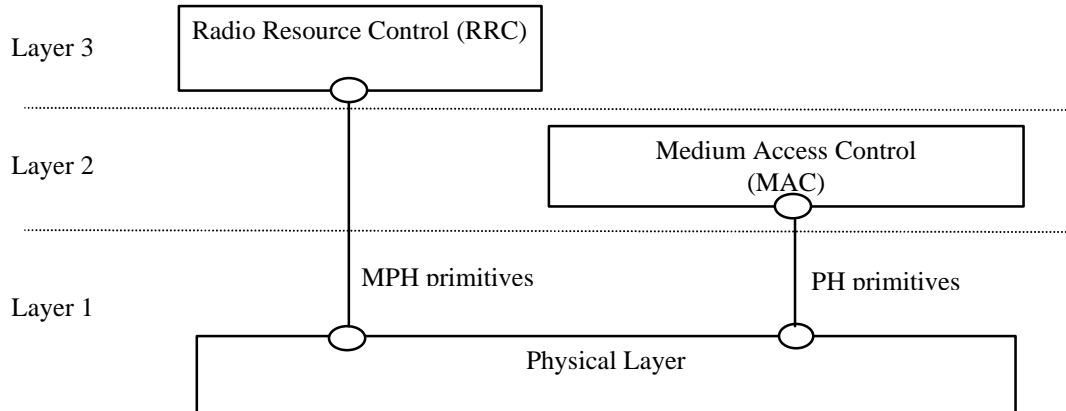 Layer 3
Radio Resource Control (RRC)
Layer 2
Medium Access Control
(MAC)
Layer 1
MPH primitives
PH primitives
Physical Layer